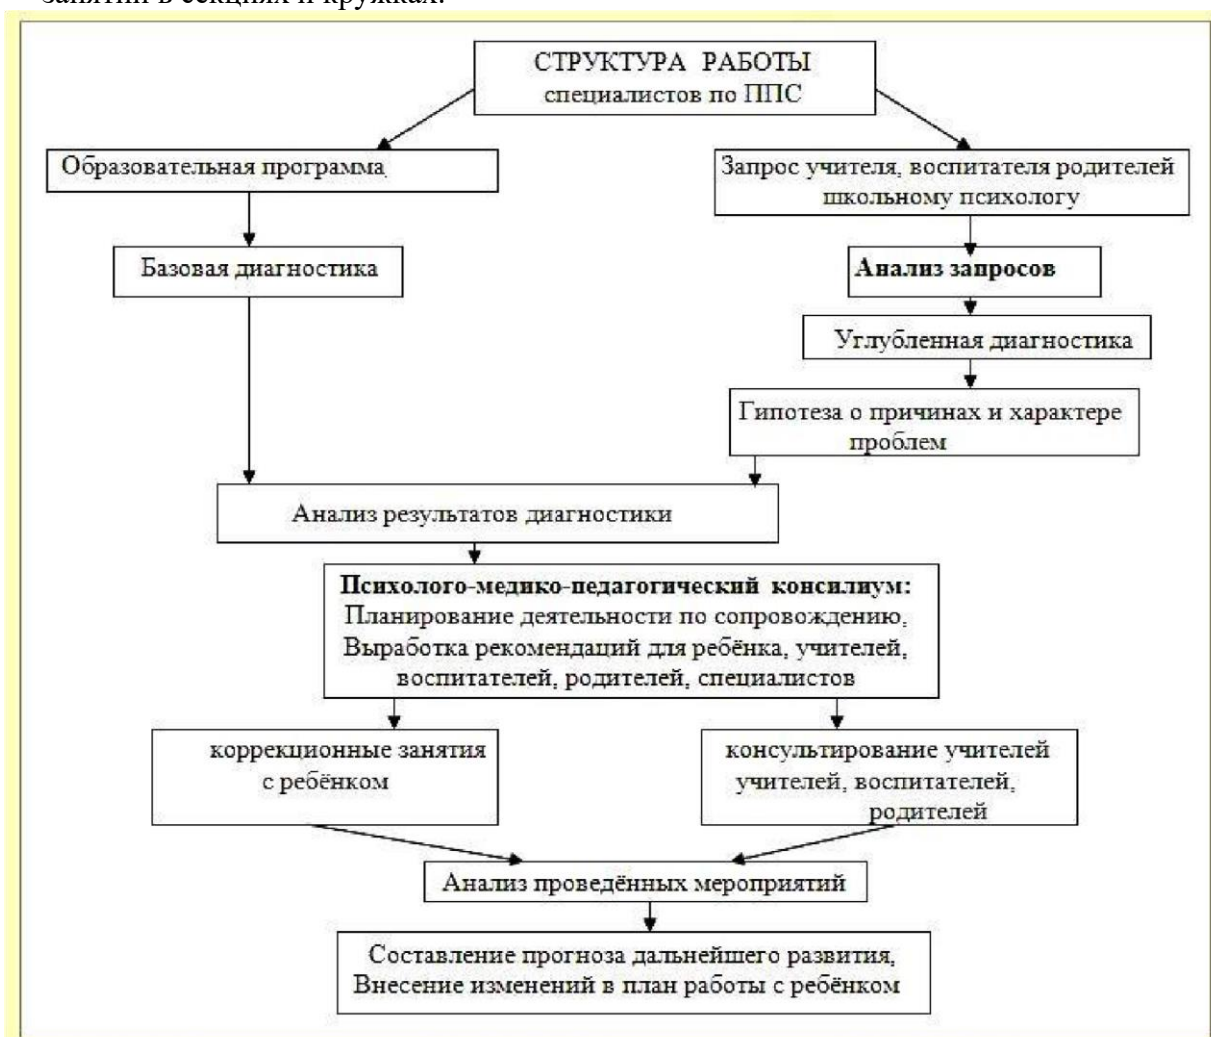 занятий в секциях и кружках.
СТРУКТУРА РАБОТЫ
специалистов по ППС
Образовательная программа
Запрос учителя, воспитателя родителей
школьному психологу
Базовая диагностика
Анализ запросов
Углубленная диагностика
Гипотеза о причинах и характере
проблем
Анализ результатов диагностики
Психолого-медико-педагогический консилиум:
Планирование деятельности по сопровождению,
Выработка рекомендаций для ребёнка, учителей,
воспитателей, родителей, специалистов
коррекционные занятия
с ребёнком
консультирование учителей
учителей, воспитателей,
родителей
Анализ проведённых мероприятий
Составление прогноза дальнейшего развития,
Внесение изменений в план работы с ребёнком